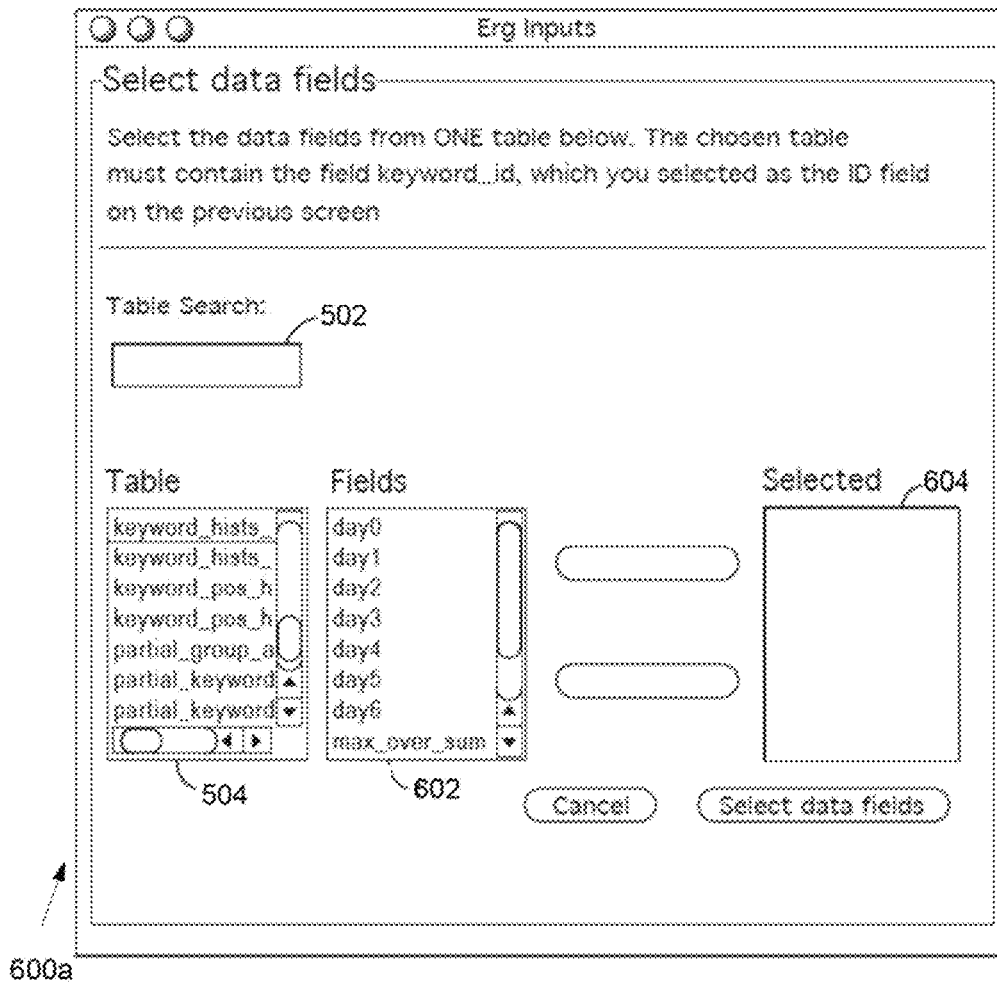 Erg Inputs
Select data fields
Select the data fields from ONE table below. The chosen table
must contain the field keyword_id, which you selected as the ID field
on the previous screen
Table Search:
502
Table
Fields
Selected
604
keyword_hists_
keyword_hists_
keyword_pos_h
keyword_pos_h
partial_group_a
partial_keyword
partial_keyword
day0
day1
day2
day3
day4
day5
day6
max_over_sum
504
602
Cancel
Select data fields
600a